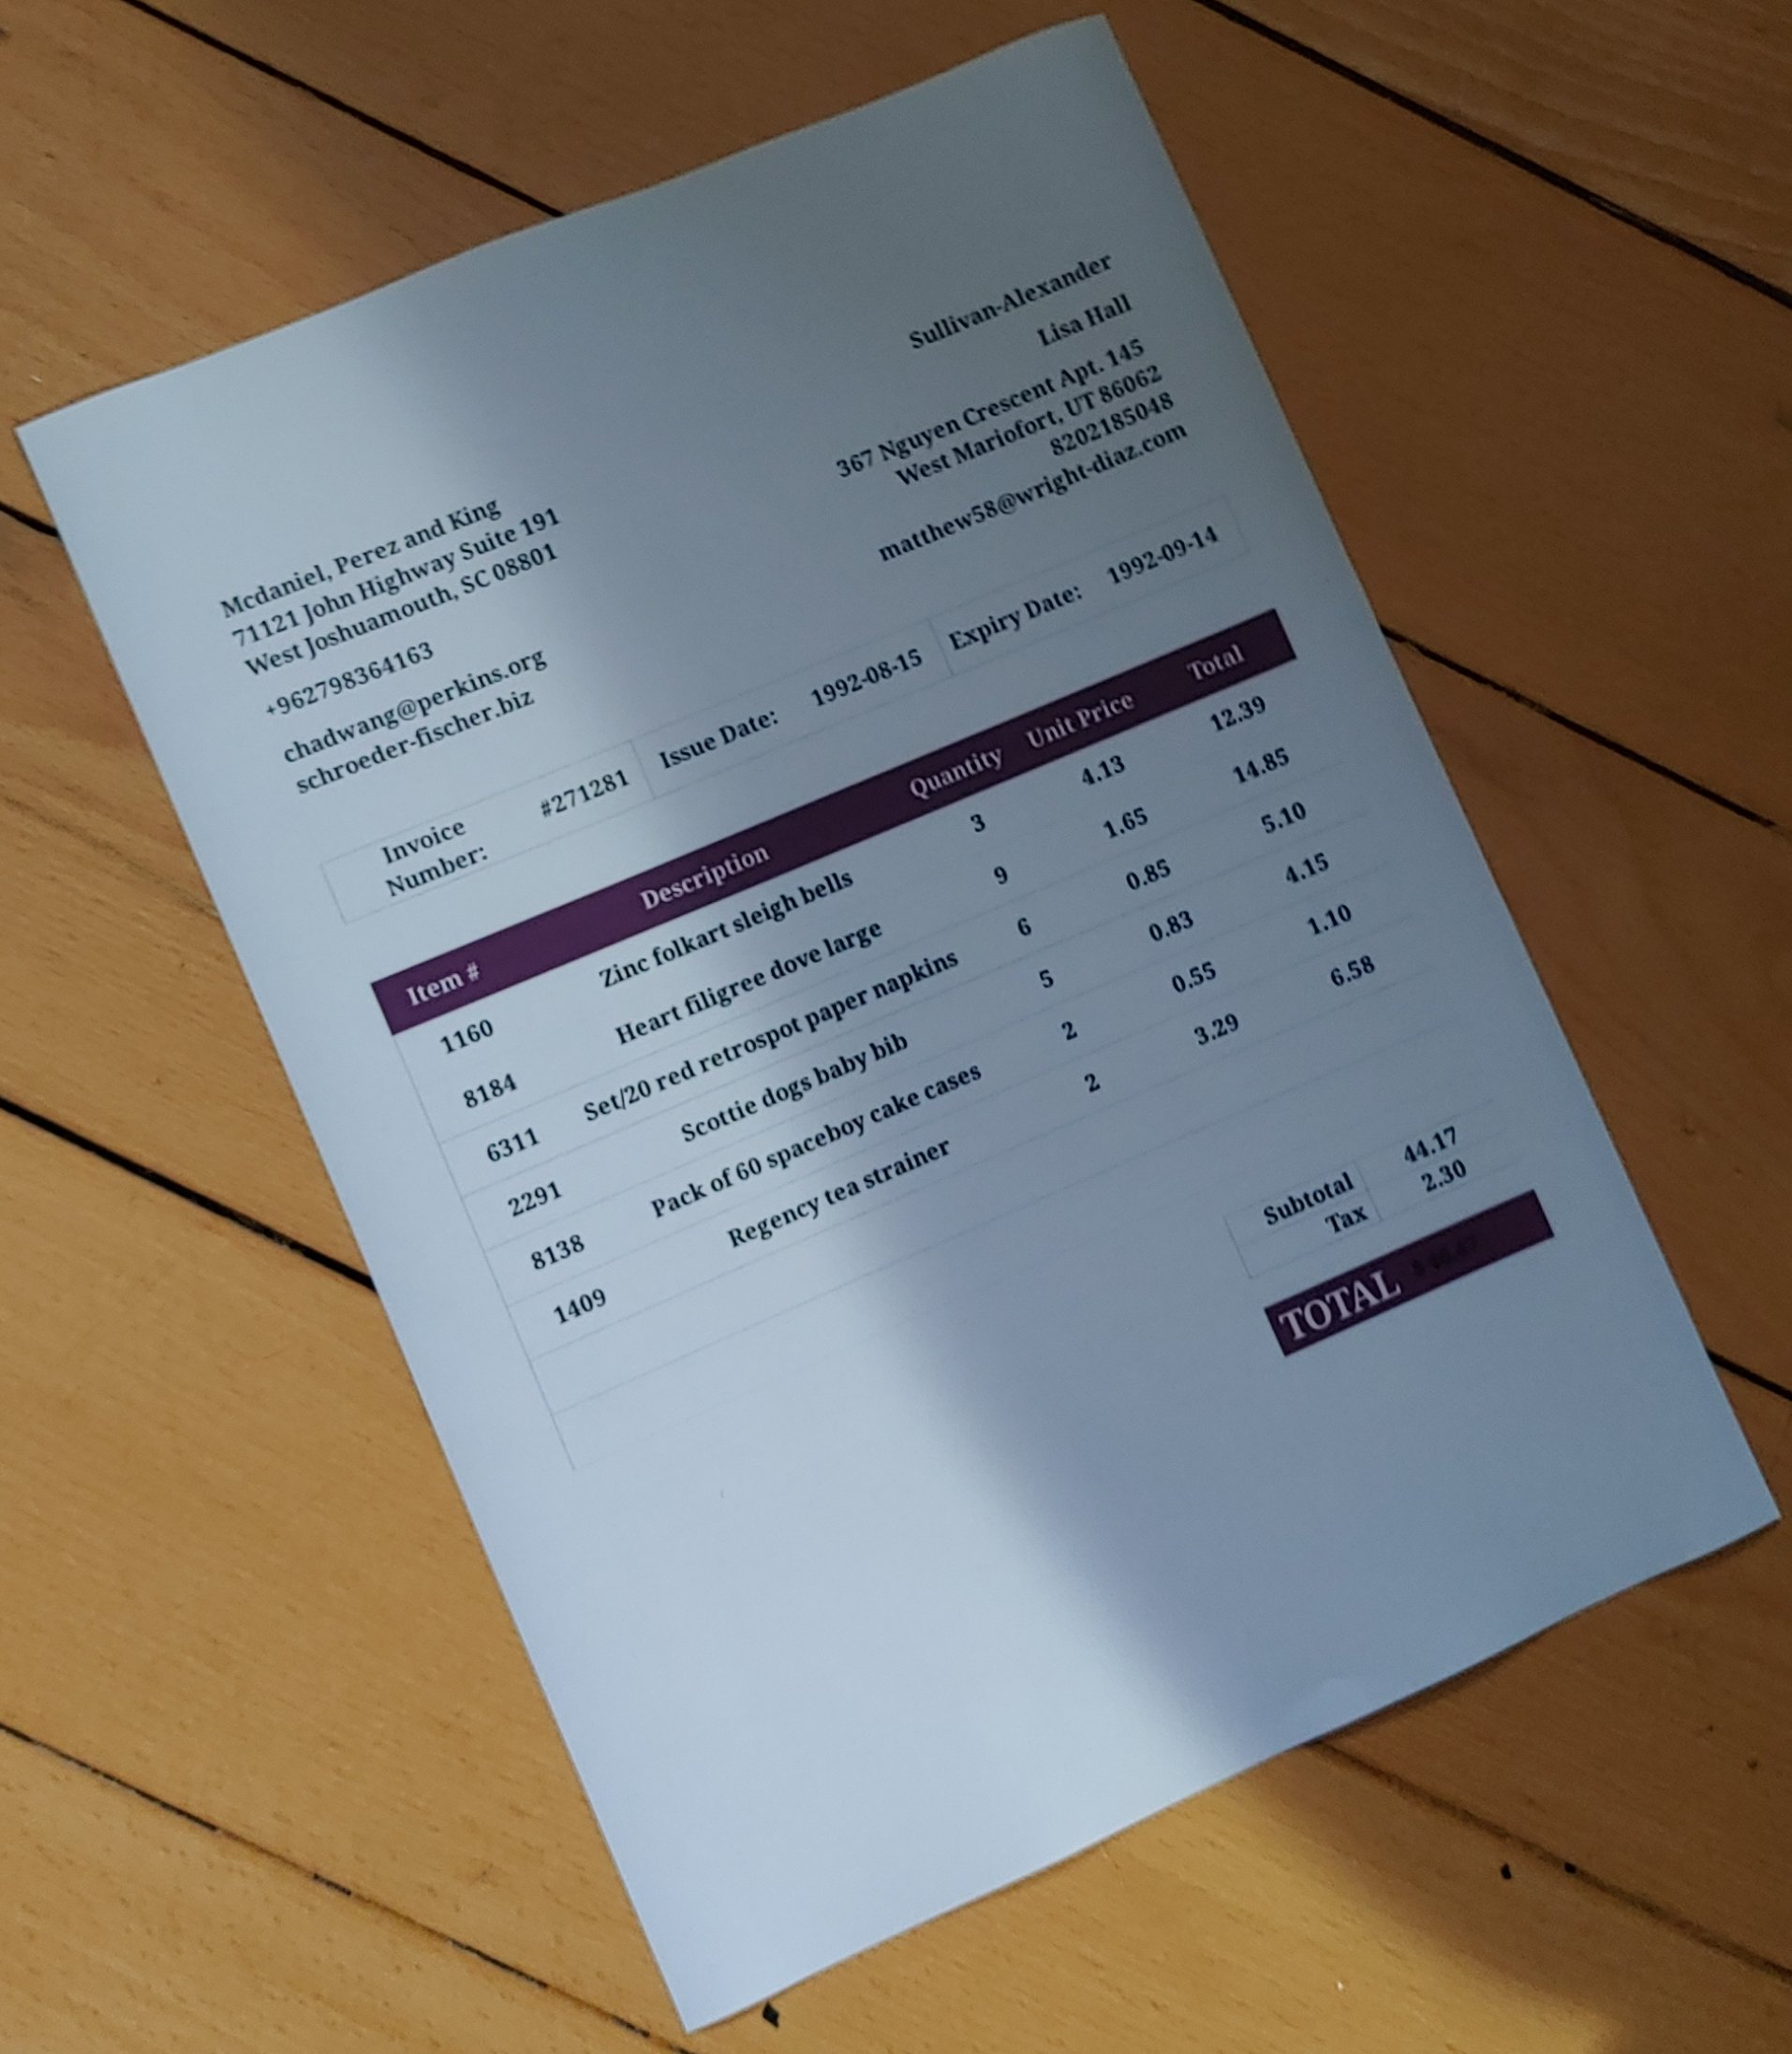 Sullivan-Alexander
Lisa Hall
367 Nguyen Crescent Apt. 145
West Mariofort, UT 86062
8202185048
matthew58@wright-diaz.com
Mcdaniel, Perez and King
71121 John Highway Suite 191
West Joshuamouth, SC 08801
+962798364163
chadwang@perkins.org
schroeder-fischer.biz
Invoice Number: #271281 Issue Date: 1992-08-15 Expiry Date: 1992-09-14
Item # Description Quantity Unit Price Total
1160 Zinc folkart sleigh bells 3 4.13 12.39
8184 Heart filigree dove large 9 1.65 14.85
6311 Set/20 red retrospot paper napkins 6 0.85 5.10
2291 Scottie dogs baby bib 5 0.83 4.15
8138 Pack of 60 spaceboy cake cases 2 0.55 1.10
1409 Regency tea strainer 2 3.29 6.58
Subtotal 44.17
Tax 2.30
TOTAL